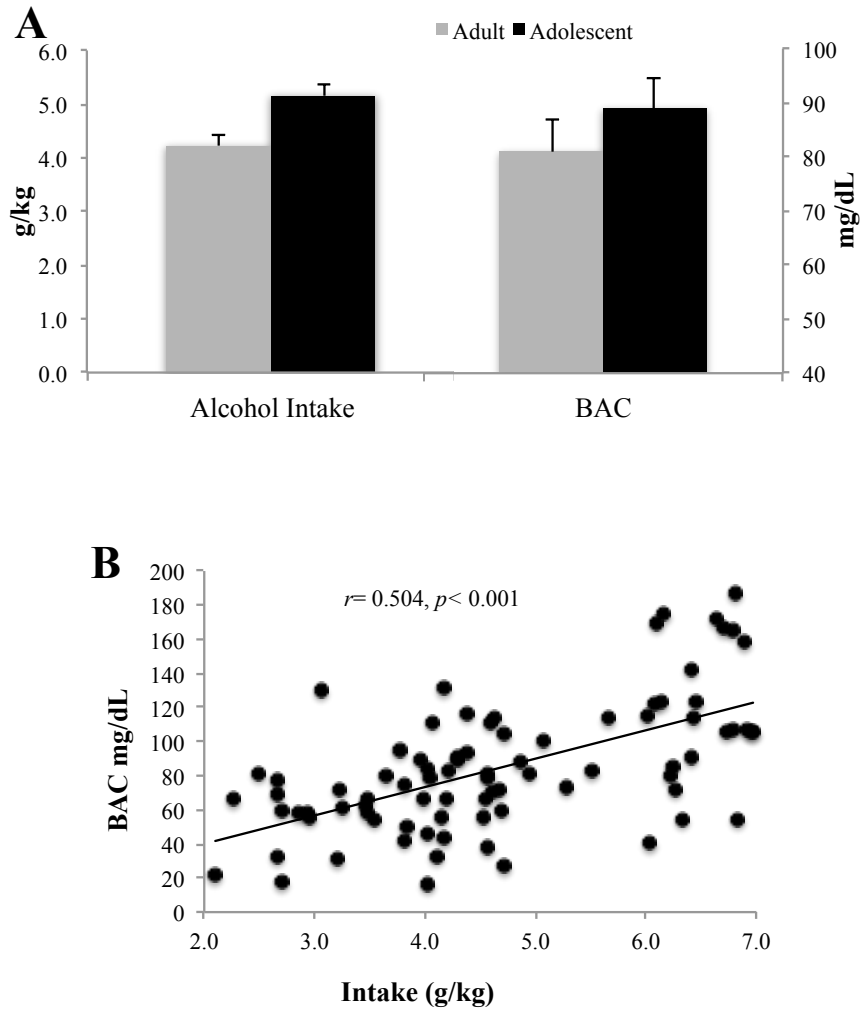 A
Adult Adolescent
6.0
5.0
4.0
3.0
2.0
1.0
0.0
g/kg
100
90
80
70
60
50
40
mg/dL
Alcohol Intake BAC
B
r= 0.504, p< 0.001
200
180
160
140
120
100
80
60
40
20
0
BAC mg/dL
2.0 3.0 4.0 5.0 6.0 7.0
Intake (g/kg)